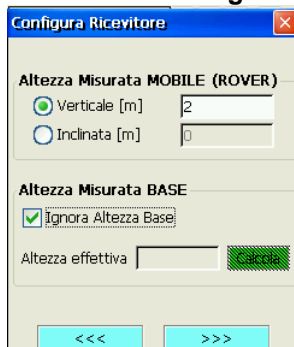 Configura Ricevitore
Altezza Misurata MOBILE (ROVER)
Verticale [m] 2
Inclinata [m] 0
Altezza Misurata BASE
Ignora Altezza Base
Altezza effettiva Calcola
<<< >>>